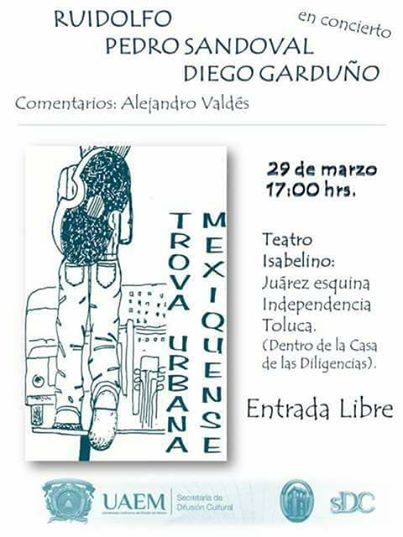 RUIDOLFO
en concierto
PEDRO SANDOVAL
DIEGO GARDUÑO
Comentarios: Alejandro Valdés
29 de marzo
17:00 hrs.
TROVA URBANA
MEXIQUENSE
Teatro
Isabelino:
Juárez esquina
Independencia
Toluca.
(Dentro de la Casa
de las Diligencias).
Entrada Libre
UAEM
Secretaría de
Difusión Cultural
sDC